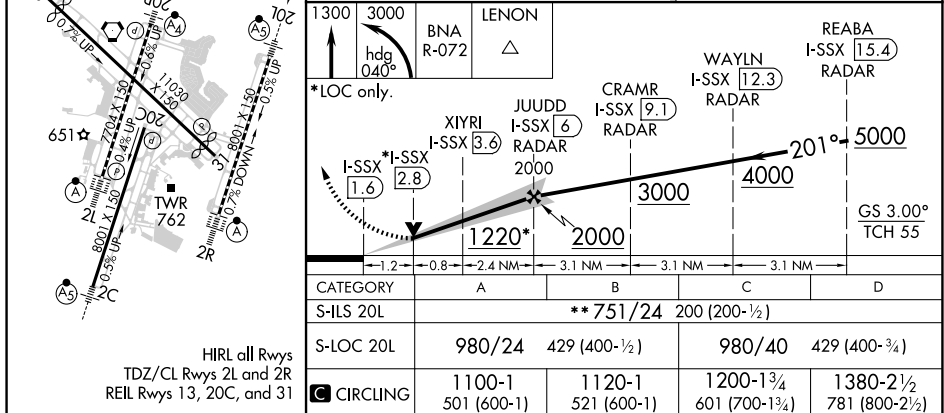 1300
3000
hdg
040°
BNA
R-072
LENON
*LOC only.
REABA
I-SSX 15.4
RADAR
WAYLN
I-SSX 12.3
RADAR
CRAMR
I-SSX 9.1
RADAR
JUUDD
I-SSX 6
RADAR
2000
XIYRI
I-SSX 3.6
*I-SSX
2.8
I-SSX
1.6
201°
5000
4000
3000
2000
1220*
GS 3.00°
TCH 55
1.2 0.8 2.4 NM 3.1 NM 3.1 NM 3.1 NM
CATEGORY A B C D
S-ILS 20L **751/24 200 (200-½)
S-LOC 20L 980/24 429 (400-½) 980/40 429 (400-¾)
C CIRCLING 1100-1 1120-1 1200-1¾ 1380-2½
501 (600-1) 521 (600-1) 601 (700-1¾) 781 (800-2½)
0.7% UP
A4
P
0.6% UP
A5
20L
11030
X 150
0.5% UP
20C
7704 X 150
651
0.4% UP
P
P
P
31
8001 X 150
0.7% DOWN
A
2L
TWR
762
A
2R
8001 X 150
0.5% UP
A5
2C
HIRL all Rwys
TDZ/CL Rwys 2L and 2R
REIL Rwys 13, 20C, and 31